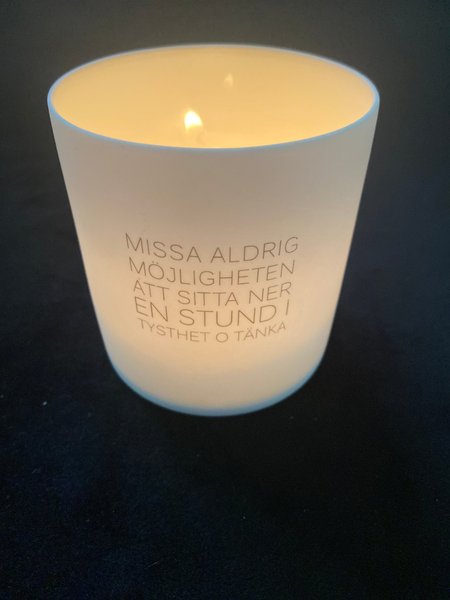 MISSA ALDRIG
MÖJLIGHETEN
ATT SITTA NER
EN STUND I
TYSTHET O TÄNKA